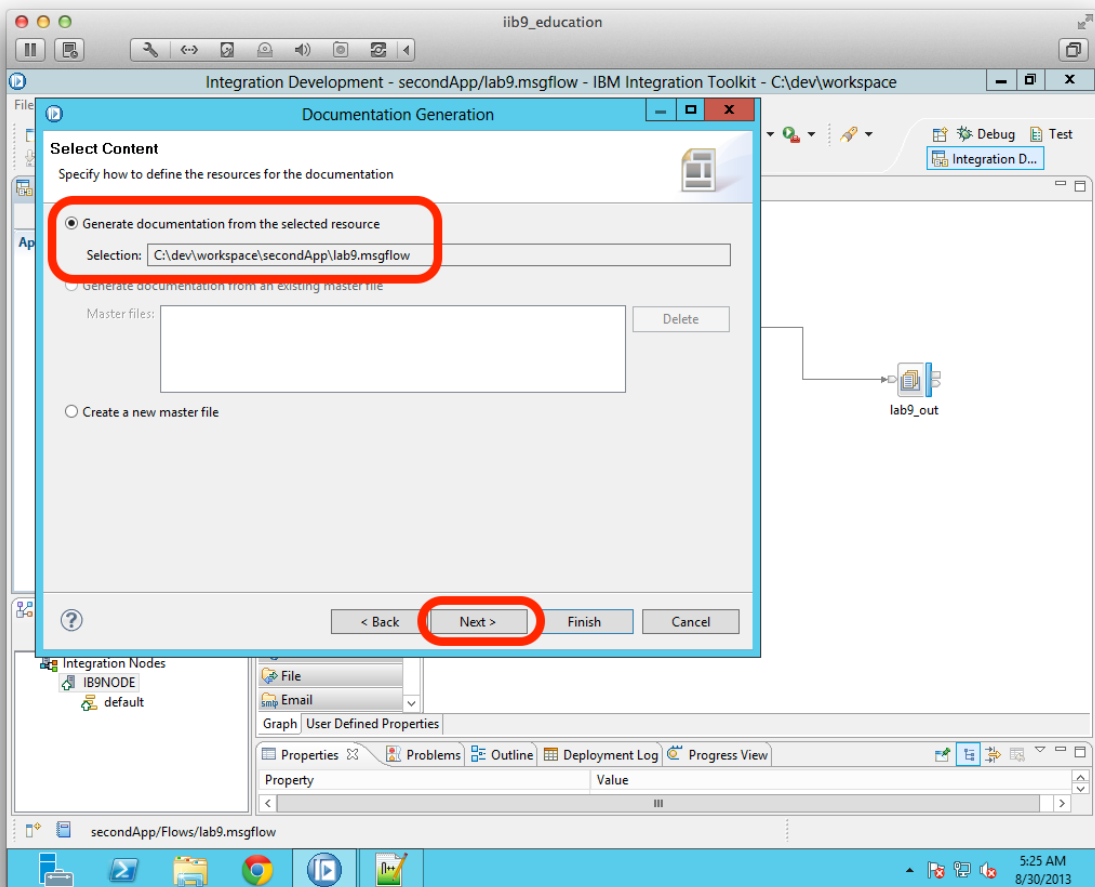 iib9_education
Integration Development - secondApp/lab9.msgflow - IBM Integration Toolkit - C:\dev\workspace
File
Documentation Generation
Debug
Test
Integration D...
Select Content
Specify how to define the resources for the documentation
Ap
Generate documentation from the selected resource
Selection: C:\dev\workspace\secondApp\lab9.msgflow
Generate documentation from an existing master file
Master files:
Delete
Create a new master file
lab9_out
< Back
Next >
Finish
Cancel
Integration Nodes
IB9NODE
default
File
Email
Graph
User Defined Properties
Properties
Problems
Outline
Deployment Log
Progress View
Property
Value
secondApp/Flows/lab9.msgflow
5:25 AM
8/30/2013